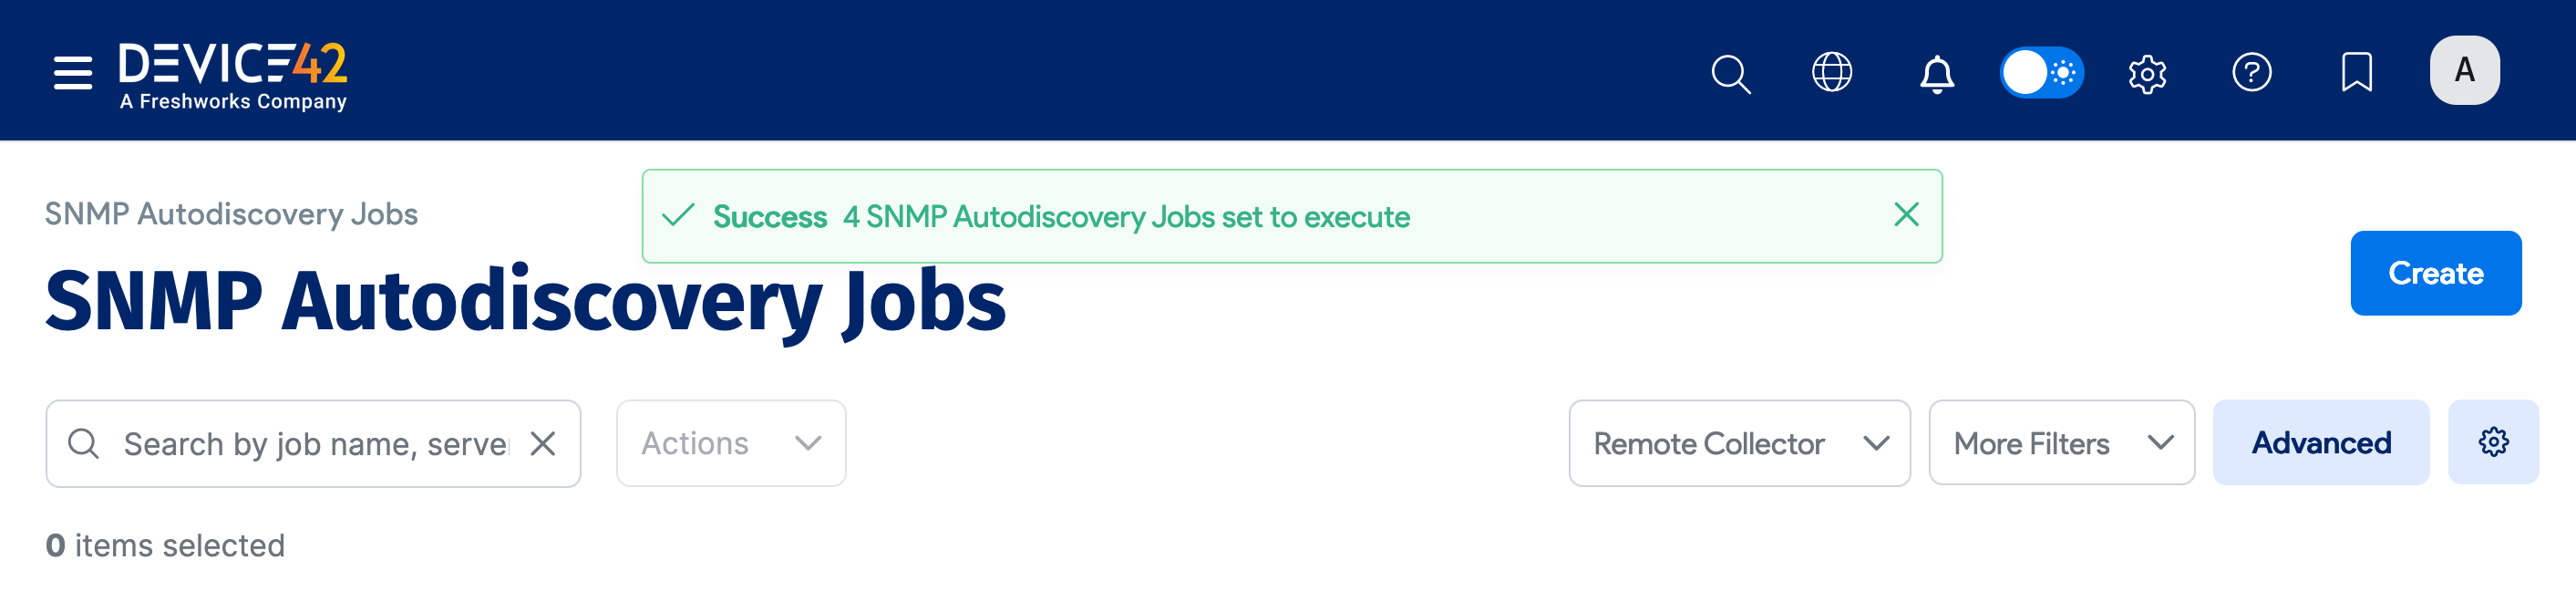 DEVICE42
A Freshworks Company
A
SNMP Autodiscovery Jobs
Success 4 SNMP Autodiscovery Jobs set to execute
SNMP Autodiscovery Jobs
Create
Search by job name, serve
Actions
Remote Collector
More Filters
Advanced
0 items selected